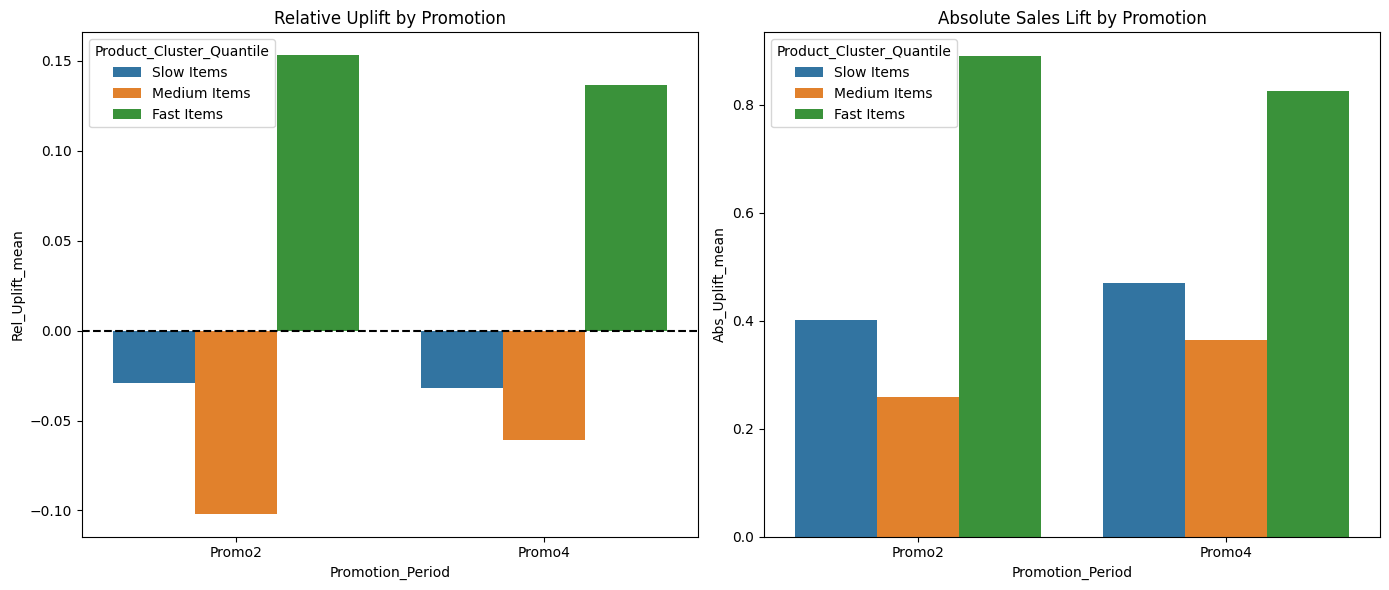 Relative Uplift by Promotion
Product_Cluster_Quantile
Slow Items
Medium Items
Fast Items
0.15
0.10
0.05
0.00
−0.05
−0.10
Rel_Uplift_mean
Promo2
Promo4
Promotion_Period
Absolute Sales Lift by Promotion
Product_Cluster_Quantile
Slow Items
Medium Items
Fast Items
0.8
0.6
0.4
0.2
0.0
Abs_Uplift_mean
Promo2
Promo4
Promotion_Period